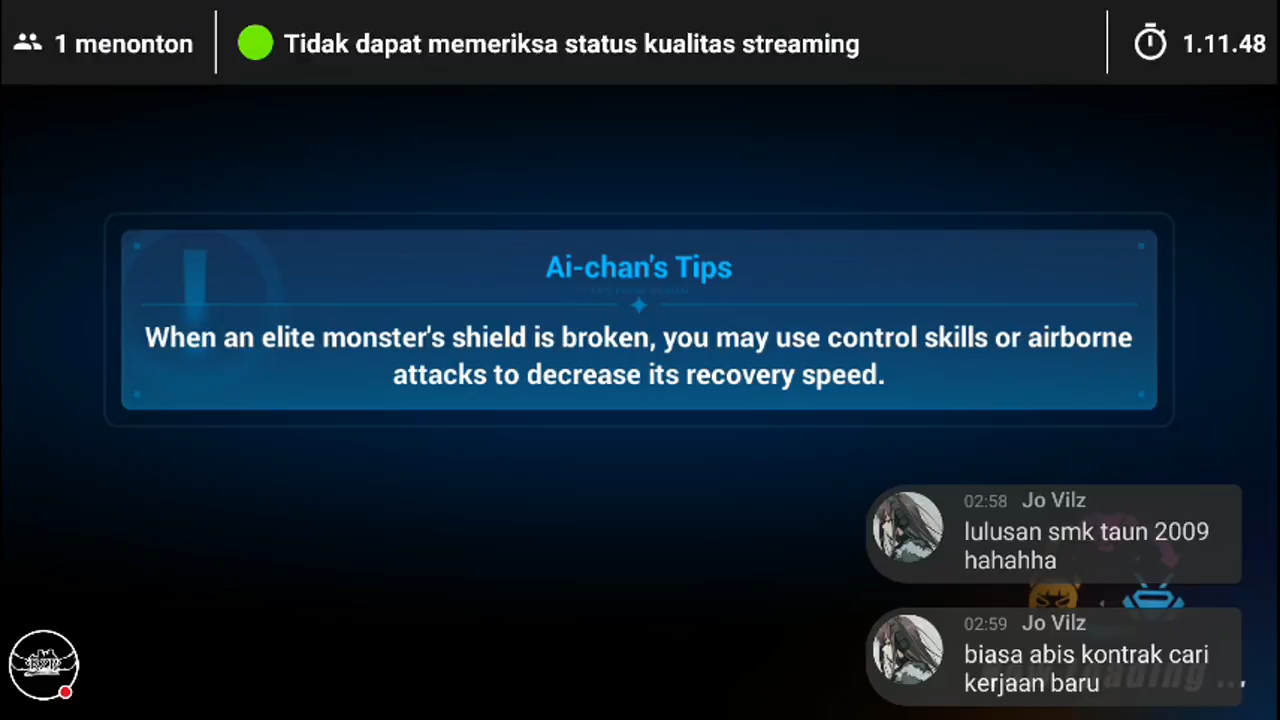 1 menonton
Tidak dapat memeriksa status kualitas streaming
1.11.48
Ai-chan's Tips
When an elite monster's shield is broken, you may use control skills or airborne
attacks to decrease its recovery speed.
02:58 Jo Vilz
lulusan smk taun 2009
hahahha
02:59 Jo Vilz
biasa abis kontrak cari
kerjaan baru